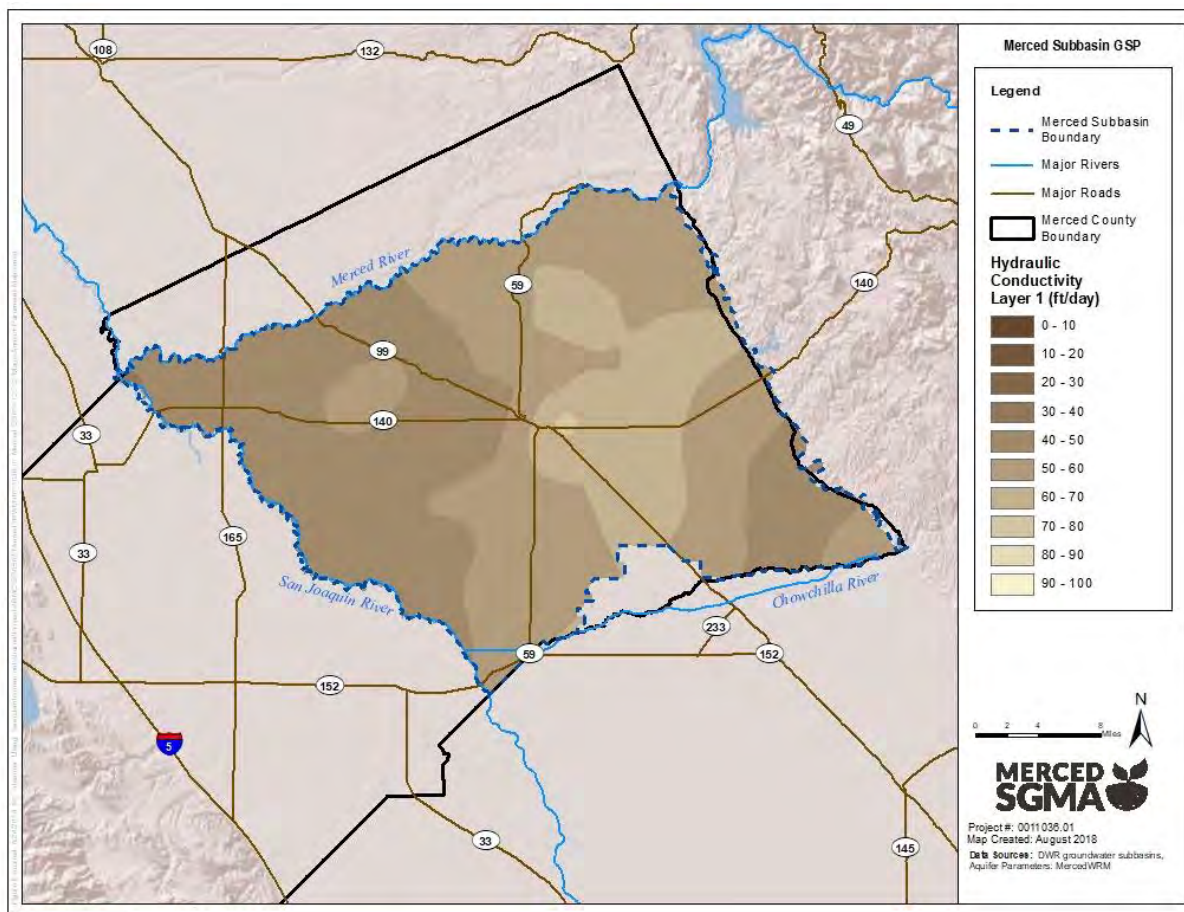 Merced Subbasin GSP
Legend
Merced Subbasin
Boundary
Major Rivers
Major Roads
Merced County
Boundary
Hydraulic
Conductivity
Layer 1 (ft/day)
0 - 10
10 - 20
20 - 30
30 - 40
40 - 50
50 - 60
60 - 70
70 - 80
80 - 90
90 - 100
N
0 2 4 8
Miles
MERCED
SGMA
Project #: 0011036.01
Map Created: August 2018
Data Sources: DWR groundwater subbasins,
Aquifer Parameters: MercedWRM
108
132
49
Merced River
59
140
99
140
33
165
33
San Joaquin River
Chowchilla River
233
59
152
152
5
33
145